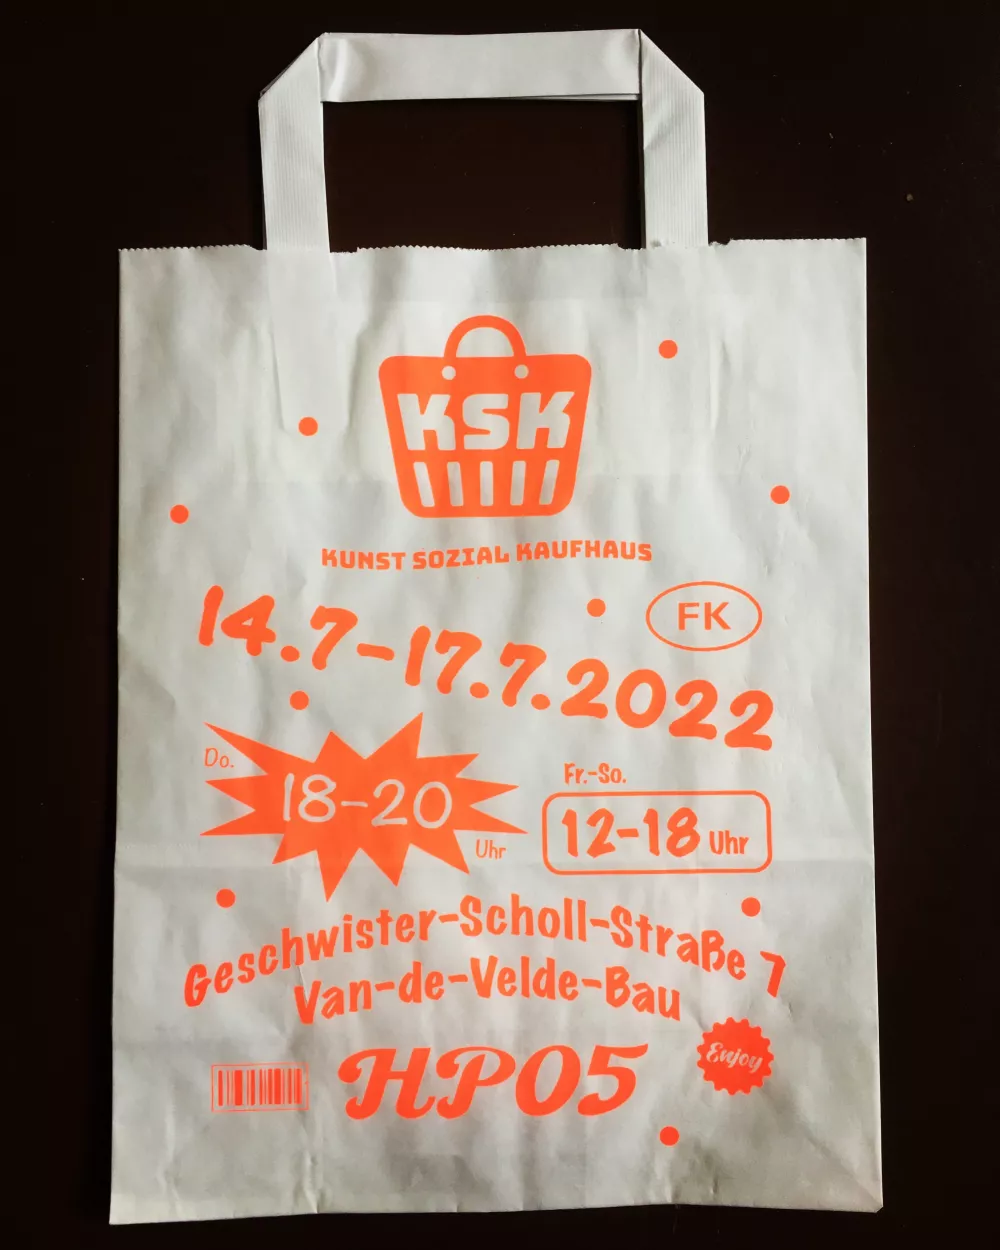 KSK
KUNST SOZIAL KAUFHAUS
FK
14.7-17.7.2022
Do.
18-20
Uhr
Fr.-So.
12-18 Uhr
Geschwister-Scholl-Straße 7
Van-de-Velde-Bau
HP05
Enjoy